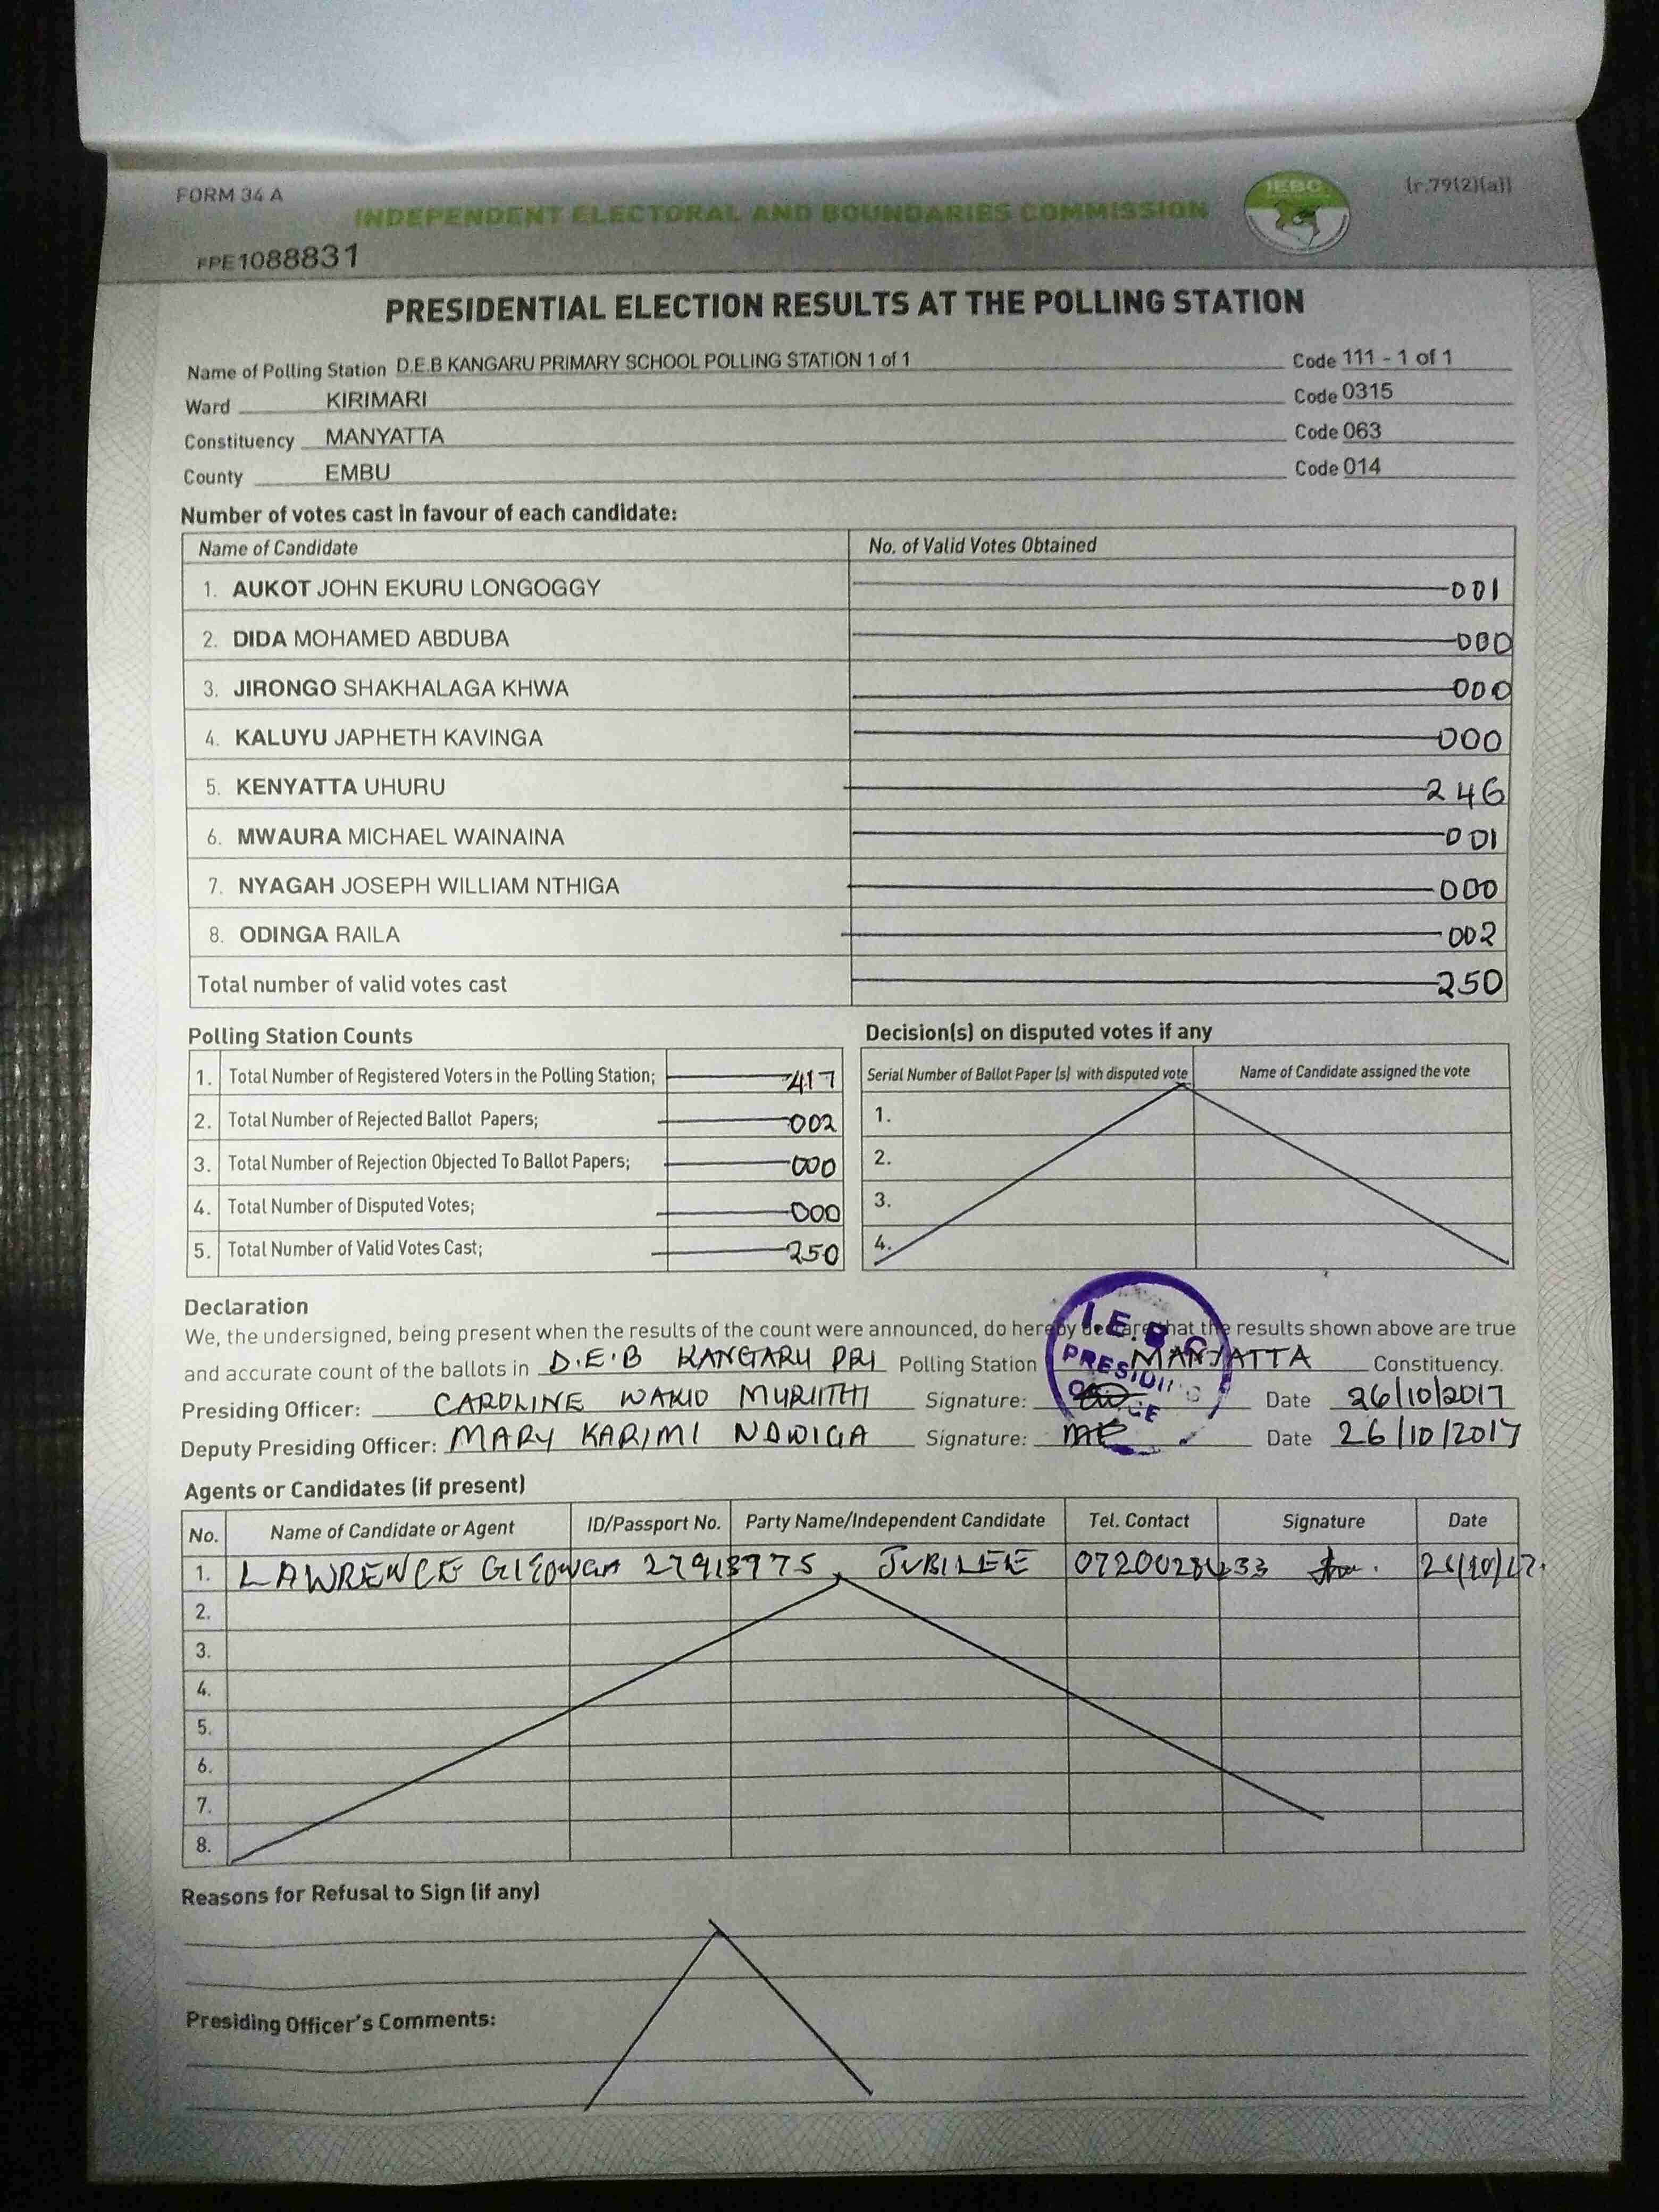 FORM 34 A
{r.79(2)(a)}
INDEPENDENT ELECTORAL AND BOUNDARIES COMMISSION
IEBC
FPE1088831
PRESIDENTIAL ELECTION RESULTS AT THE POLLING STATION
Name of Polling Station D.E.B KANGARU PRIMARY SCHOOL POLLING STATION 1 of 1 Code 111 - 1 of 1
Ward KIRIMARI Code 0315
Constituency MANYATTA Code 063
County EMBU Code 014
Number of votes cast in favour of each candidate:
Name of Candidate No. of Valid Votes Obtained
1. AUKOT JOHN EKURU LONGOGGY 001
2. DIDA MOHAMED ABDUBA 000
3. JIRONGO SHAKHALAGA KHWA 000
4. KALUYU JAPHETH KAVINGA 000
5. KENYATTA UHURU 246
6. MWAURA MICHAEL WAINAINA 001
7. NYAGAH JOSEPH WILLIAM NTHIGA 000
8. ODINGA RAILA 002
Total number of valid votes cast 250
Polling Station Counts
1. Total Number of Registered Voters in the Polling Station; 417
2. Total Number of Rejected Ballot Papers; 002
3. Total Number of Rejection Objected To Ballot Papers; 000
4. Total Number of Disputed Votes; 000
5. Total Number of Valid Votes Cast; 250
Decision(s) on disputed votes if any
Serial Number of Ballot Paper (s) with disputed vote Name of Candidate assigned the vote
1.
2.
3.
4.
Declaration
We, the undersigned, being present when the results of the count were announced, do hereby declare that the results shown above are true
and accurate count of the ballots in D.E.B KANGARU PRI Polling Station MANYATTA Constituency.
Presiding Officer: CAROLINE MURIITHI Signature: Date 26/10/2017
Deputy Presiding Officer: MARY KARIMI NDWIGA Signature: Date 26/10/2017
I.E.B.C
PRESIDING
Agents or Candidates (if present)
No. Name of Candidate or Agent ID/Passport No. Party Name/Independent Candidate Tel. Contact Signature Date
1. LAWRENCE JUBILEE 26/10/17.
2.
3.
4.
5.
6.
7.
8.
Reasons for Refusal to Sign (if any)
Presiding Officer's Comments: